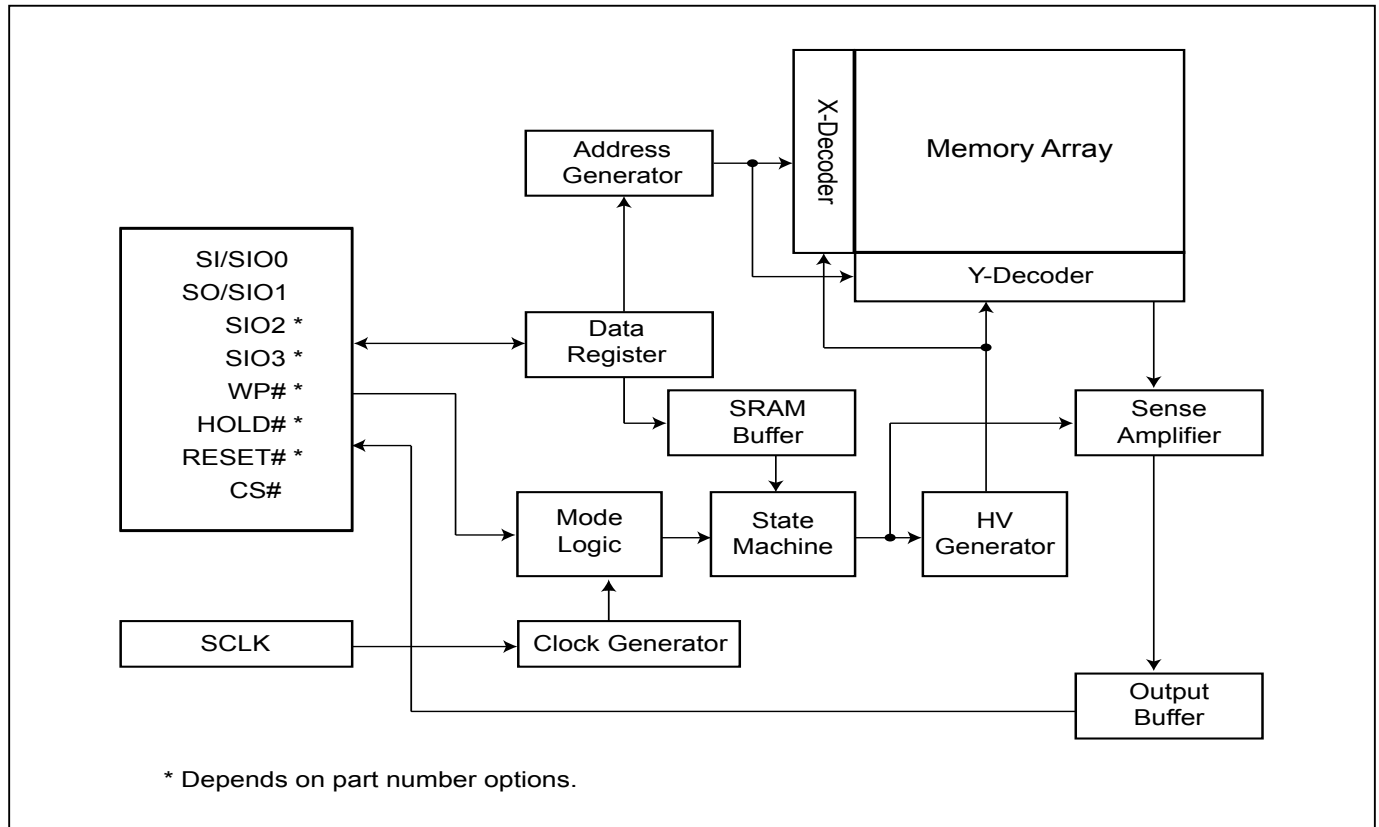 X-Decoder
Memory Array
Address
Generator
Y-Decoder
SI/SIO0
SO/SIO1
SIO2 *
SIO3 *
WP# *
HOLD# *
RESET# *
CS#
Data
Register
SRAM
Buffer
Sense
Amplifier
Mode
Logic
State
Machine
HV
Generator
SCLK
Clock Generator
Output
Buffer
* Depends on part number options.